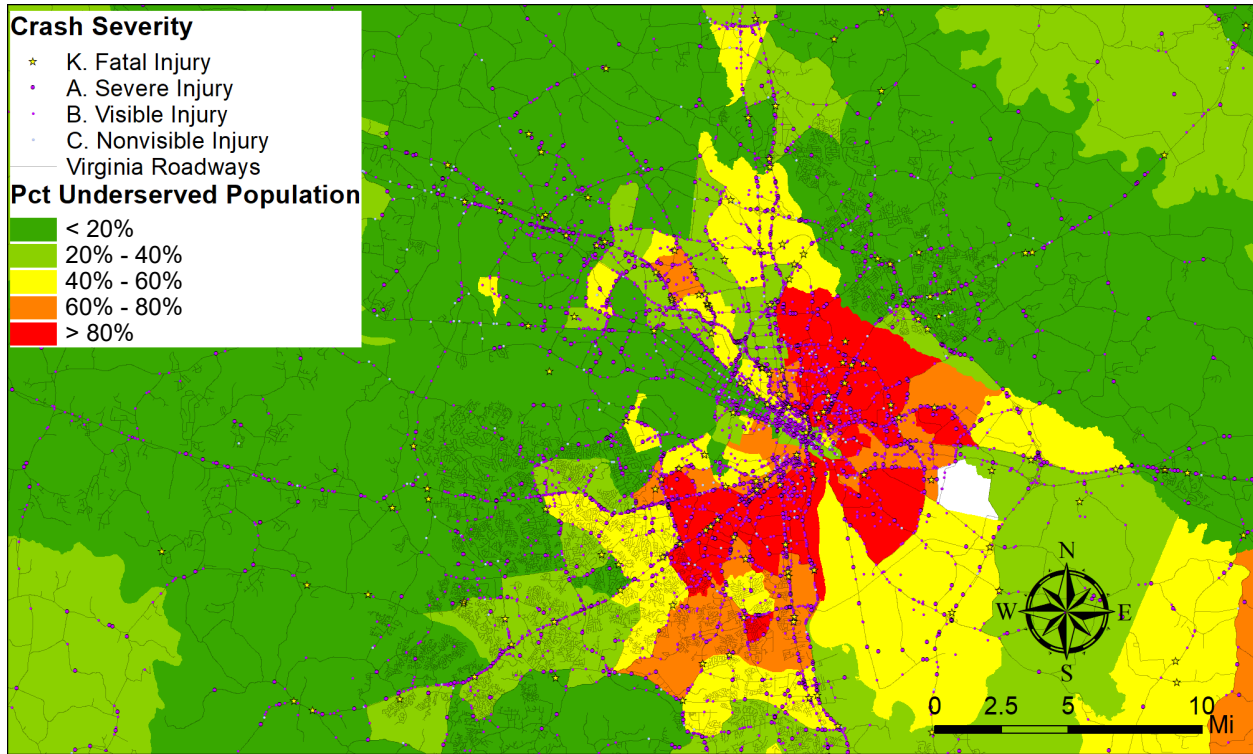 Crash Severity
K. Fatal Injury
A. Severe Injury
B. Visible Injury
C. Nonvisible Injury
Virginia Roadways
Pct Underserved Population
< 20%
20% - 40%
40% - 60%
60% - 80%
> 80%
N
W E
S
0 2.5 5 10
Mi